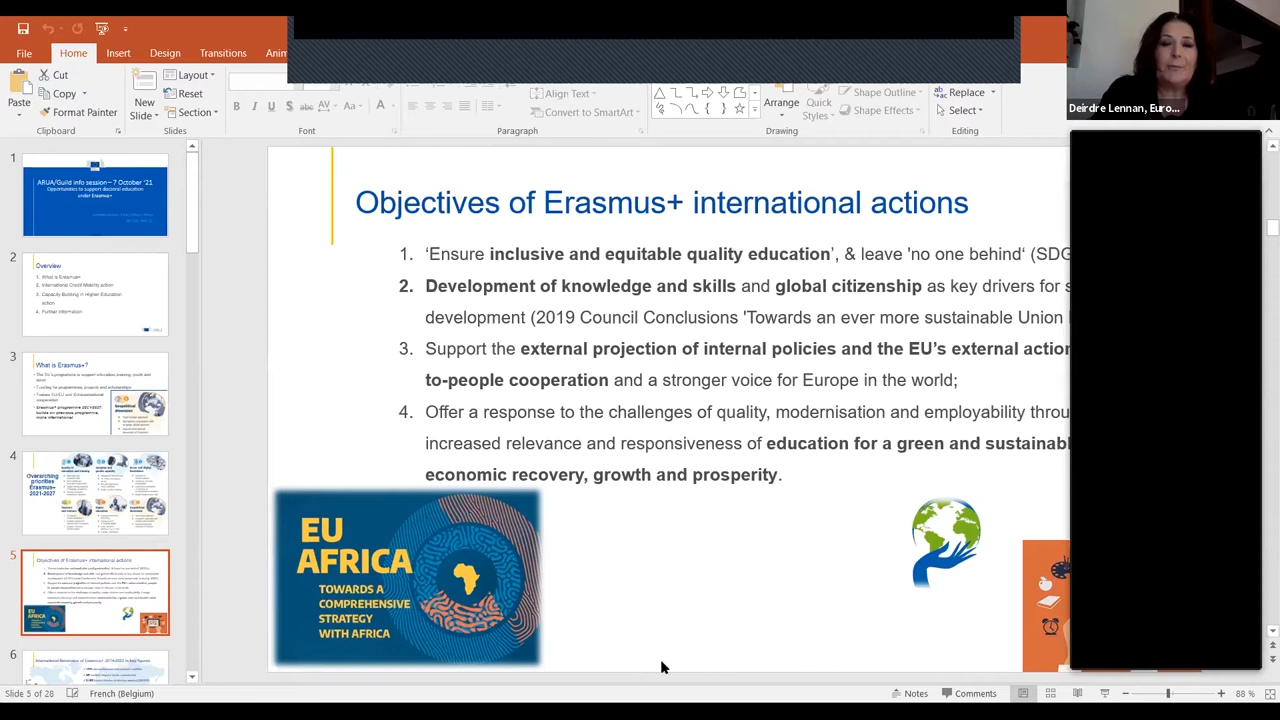 File
Home
Insert
Design
Transitions
Anim
Deirdre Lennan, Euro...
Paste
Cut
Copy
Format Painter
Clipboard
New
Slide
Layout
Reset
Section
Slides
B I U S abc AV Aa A
Font
Align Text
Convert to SmartArt
Paragraph
Arrange
Quick
Styles
Shape Outline
Shape Effects
Drawing
Replace
Select
Editing
1
ARUA/Guild info session– 7 October '21
Opportunities to support doctoral education
under Erasmus+
2
Overview
1. What is Erasmus+
2. International Credit Mobility action
3. Capacity Building in Higher Education
action
4. Further information
3
What is Erasmus+?
4
Overarching
priorities
Erasmus+
2021-2027
5
Objectives of Erasmus+ international actions
6
Objectives of Erasmus+ international actions
1. ‘Ensure inclusive and equitable quality education’, & leave 'no one behind‘ (SDG
2. Development of knowledge and skills and global citizenship as key drivers for s
development (2019 Council Conclusions 'Towards an ever more sustainable Union
3. Support the external projection of internal policies and the EU’s external action
to-people cooperation and a stronger voice for Europe in the world;
4. Offer a response to the challenges of quality, modernisation and employability throu
increased relevance and responsiveness of education for a green and sustainabl
economic recovery, growth and prosperity.
EU
AFRICA
TOWARDS A
COMPREHENSIVE
STRATEGY
WITH AFRICA
Slide 5 of 28
French (Belgium)
Notes
Comments
88 %